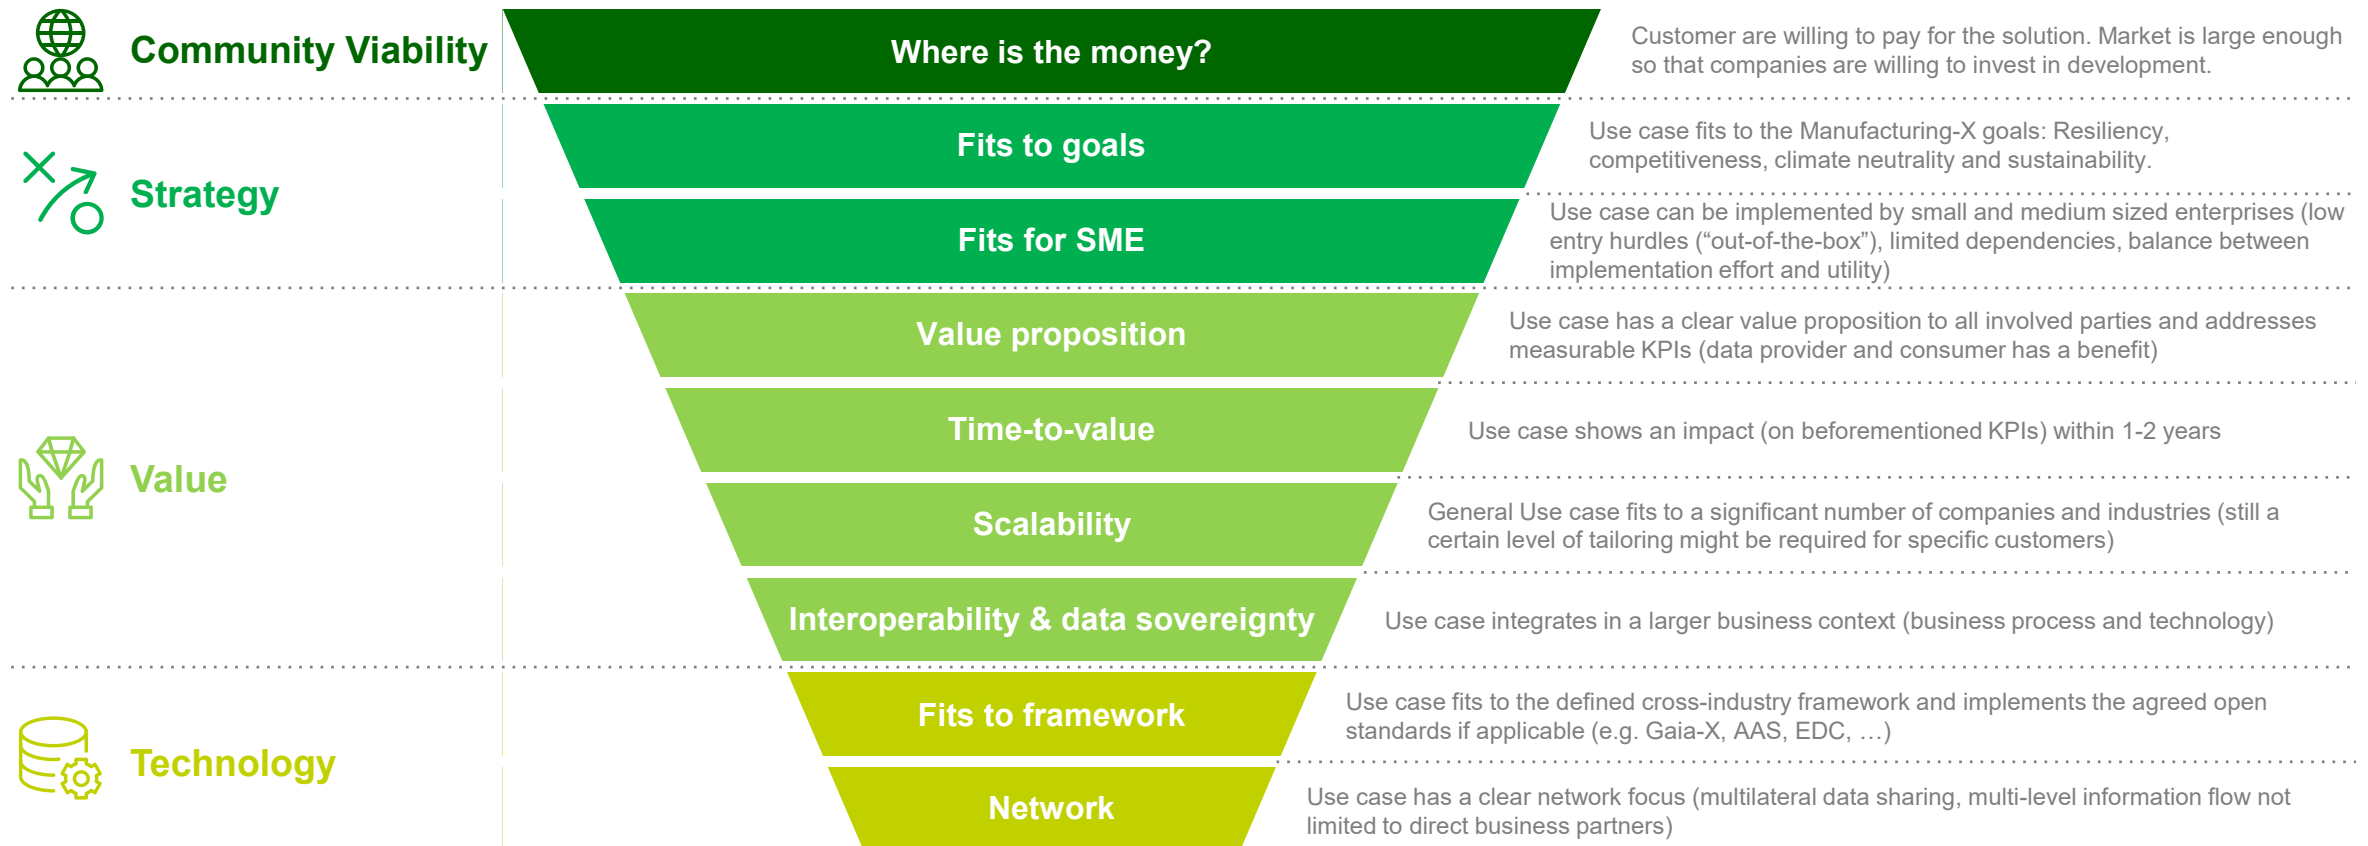 Community Viability
Where is the money?
Customer are willing to pay for the solution. Market is large enough
so that companies are willing to invest in development.
Strategy
Fits to goals
Use case fits to the Manufacturing-X goals: Resiliency,
competitiveness, climate neutrality and sustainability.
Fits for SME
Use case can be implemented by small and medium sized enterprises (low
entry hurdles (“out-of-the-box”), limited dependencies, balance between
implementation effort and utility)
Value
Value proposition
Use case has a clear value proposition to all involved parties and addresses
measurable KPIs (data provider and consumer has a benefit)
Time-to-value
Use case shows an impact (on beforementioned KPIs) within 1-2 years
Scalability
General Use case fits to a significant number of companies and industries (still a
certain level of tailoring might be required for specific customers)
Interoperability & data sovereignty
Use case integrates in a larger business context (business process and technology)
Technology
Fits to framework
Use case fits to the defined cross-industry framework and implements the agreed open
standards if applicable (e.g. Gaia-X, AAS, EDC, …)
Network
Use case has a clear network focus (multilateral data sharing, multi-level information flow not
limited to direct business partners)